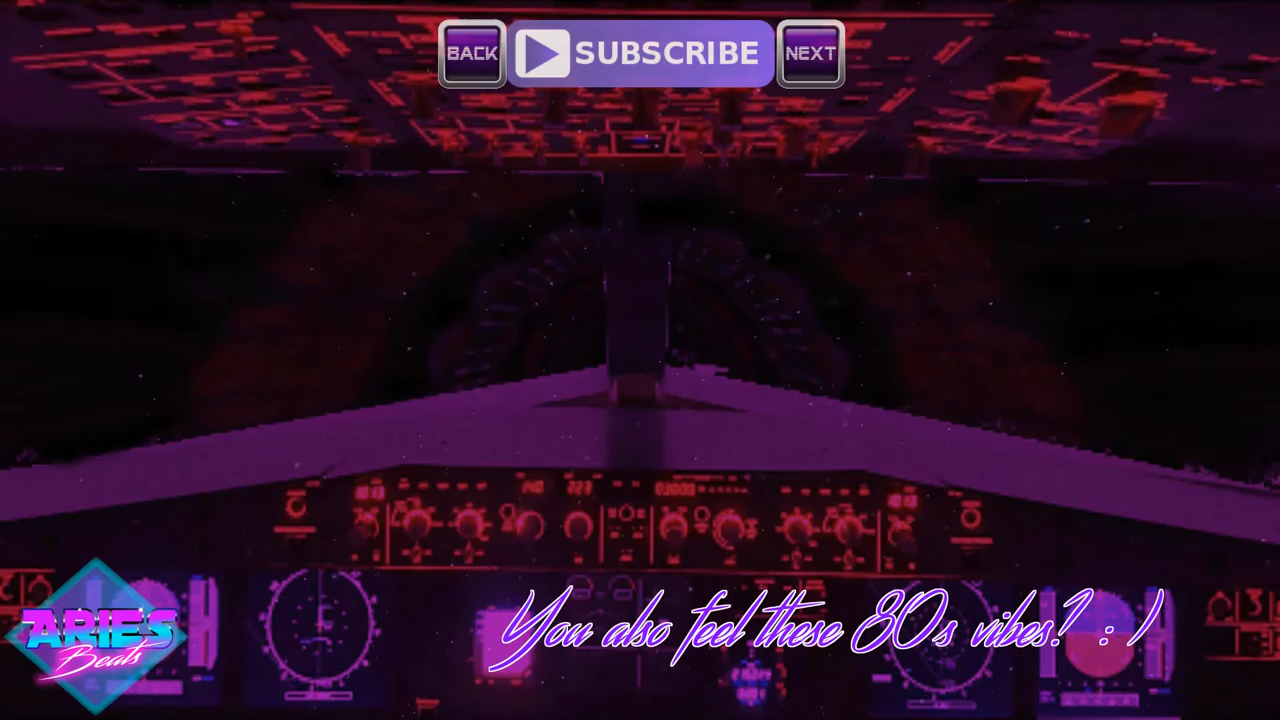 BACK
SUBSCRIBE
NEXT
You also feel these 80s vibes? : )
ARIES
Beats